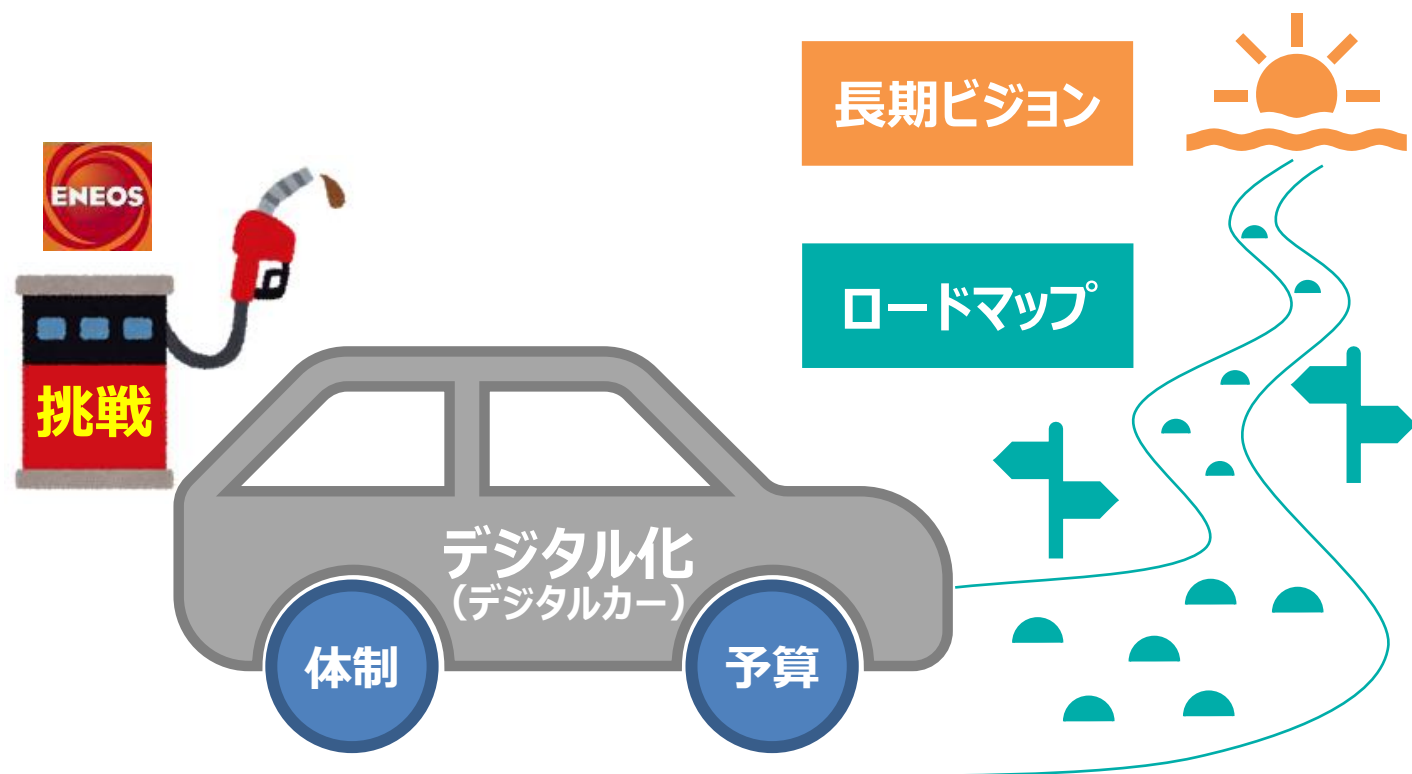 長期ビジョン
ENEOS
ロードマップ
挑戦
デジタル化
（デジタルカー）
体制
予算